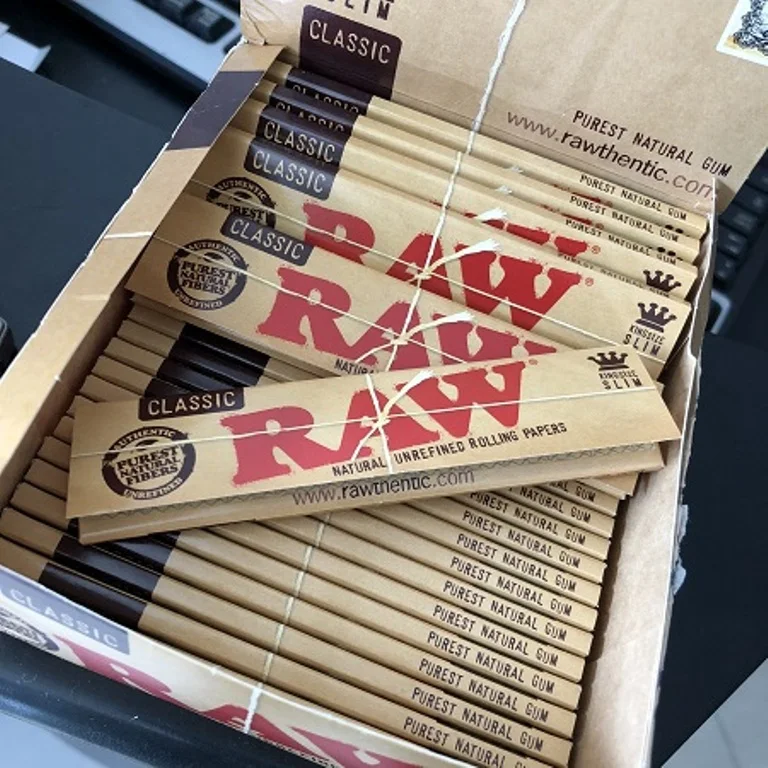 SLIM
CLASSIC
PUREST NATURAL GUM
www.rawthentic.com
CLASSIC
CLASSIC
CLASSIC
CLASSIC
PUREST NATURAL GUM
PUREST NATURAL GUM
PUREST NATURAL GUM
AUTHENTIC
PUREST
RAW
KINGSIZE
SLIM
CLASSIC
AUTHENTIC
PUREST
NATURAL
FIBERS
UNREFINED
RAW
CLASSIC
AUTHENTIC
PUREST
NATURAL
FIBERS
UNREFINED
RAW
KINGSIZE
SLIM
NATURAL UNREFINED ROLLING PAPERS
www.rawthentic.com
PUREST NATURAL GUM
PUREST NATURAL GUM
PUREST NATURAL GUM
PUREST NATURAL GUM
PUREST NATURAL GUM
PUREST NATURAL GUM
PUREST NATURAL GUM
PUREST NATURAL GUM
PUREST NATURAL GUM
PUREST NATURAL GUM
CLASSIC
RAW